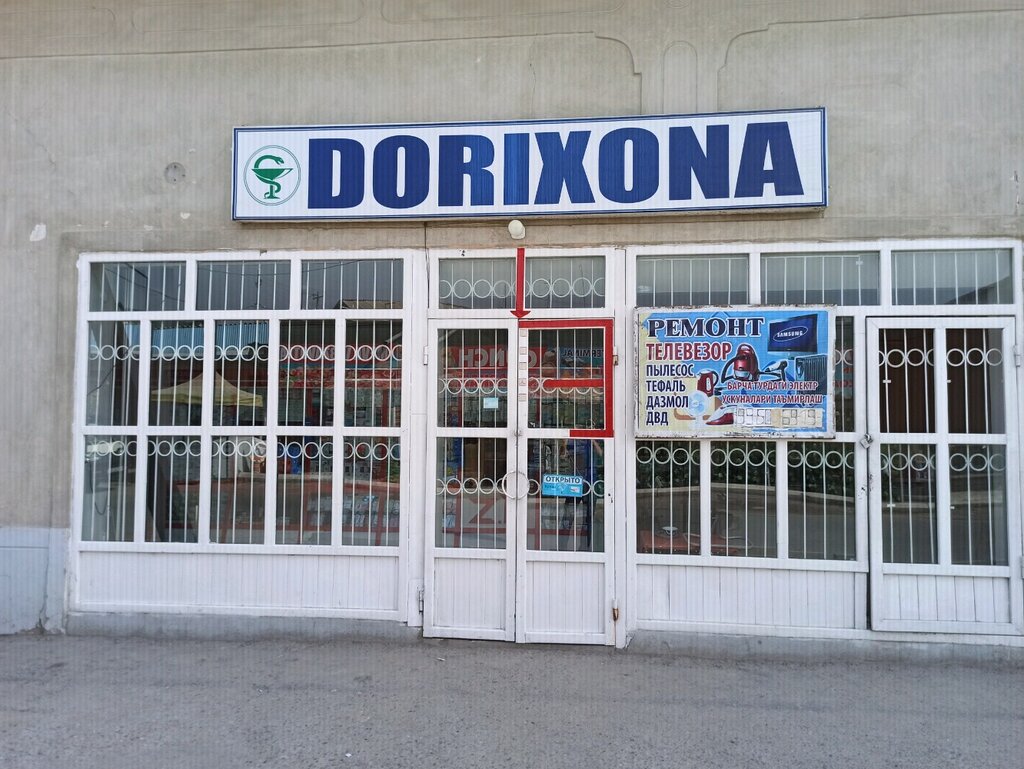 DORIXONA
РЕМОНТ
SAMSUNG
ТЕЛЕВЕЗОР
ПЫЛЕСОС
ТЕФАЛЬ
ДАЗМОЛ
ДВД
БАРЧА ТУРДАГИ ЭЛЕКТР
УСКУНАЛАРИ ТАЪМИРЛАШ
ОТКРЫТО